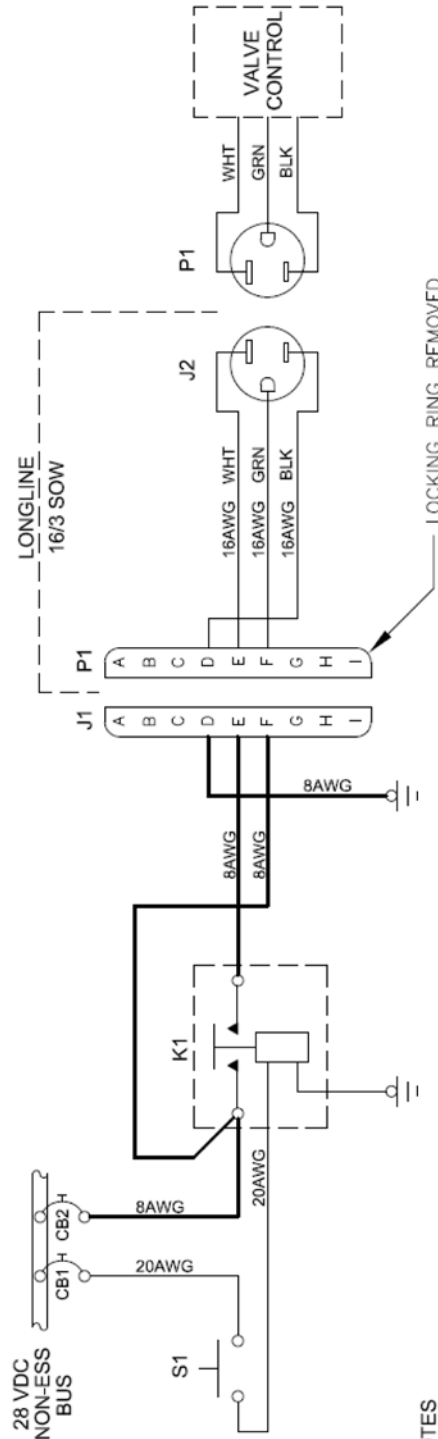 28 VDC
NON-ESS
BUS
CB1
CB2
20AWG
8AWG
S1
20AWG
K1
8AWG
8AWG
8AWG
J1
A
B
C
D
E
F
G
H
I
P1
A
B
C
D
E
F
G
H
I
LONGLINE
16/3 SOW
16AWG WHT
16AWG GRN
16AWG BLK
J2
P1
WHT
GRN
BLK
VALVE
CONTROL
LOCKING RING REMOVED
TES